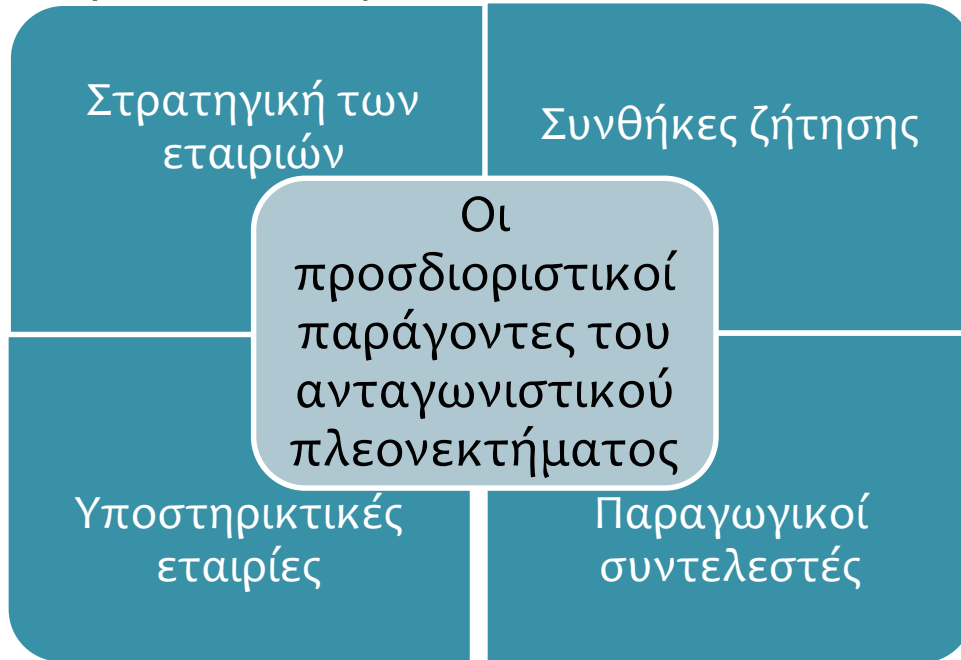 Στρατηγική των
εταιριών
Συνθήκες ζήτησης
Οι
προσδιοριστικοί
παράγοντες του
ανταγωνιστικού
πλεονεκτήματος
Υποστηρικτικές
εταιρίες
Παραγωγικοί
συντελεστές